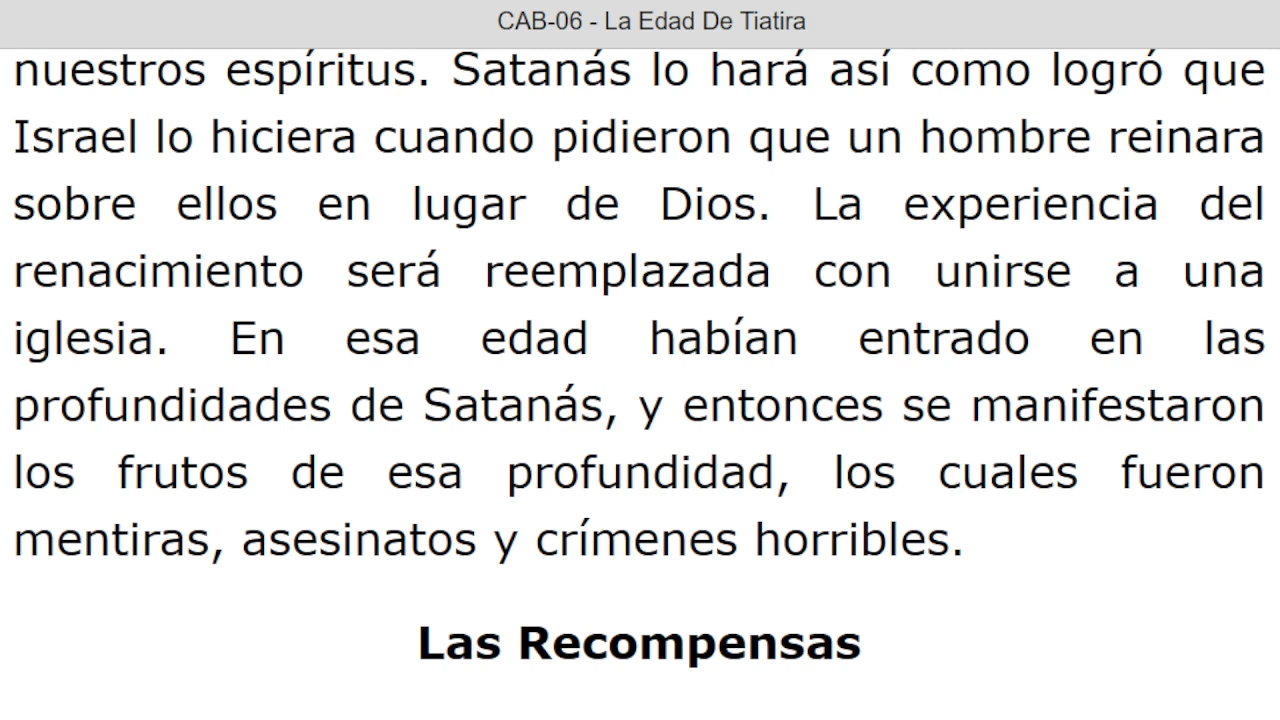 CAB-06 - La Edad De Tiatira
nuestros espíritus. Satanás lo hará así como logró que
Israel lo hiciera cuando pidieron que un hombre reinara
sobre ellos en lugar de Dios. La experiencia del
renacimiento será reemplazada con unirse a una
iglesia. En esa edad habían entrado en las
profundidades de Satanás, y entonces se manifestaron
los frutos de esa profundidad, los cuales fueron
mentiras, asesinatos y crímenes horribles.
Las Recompensas